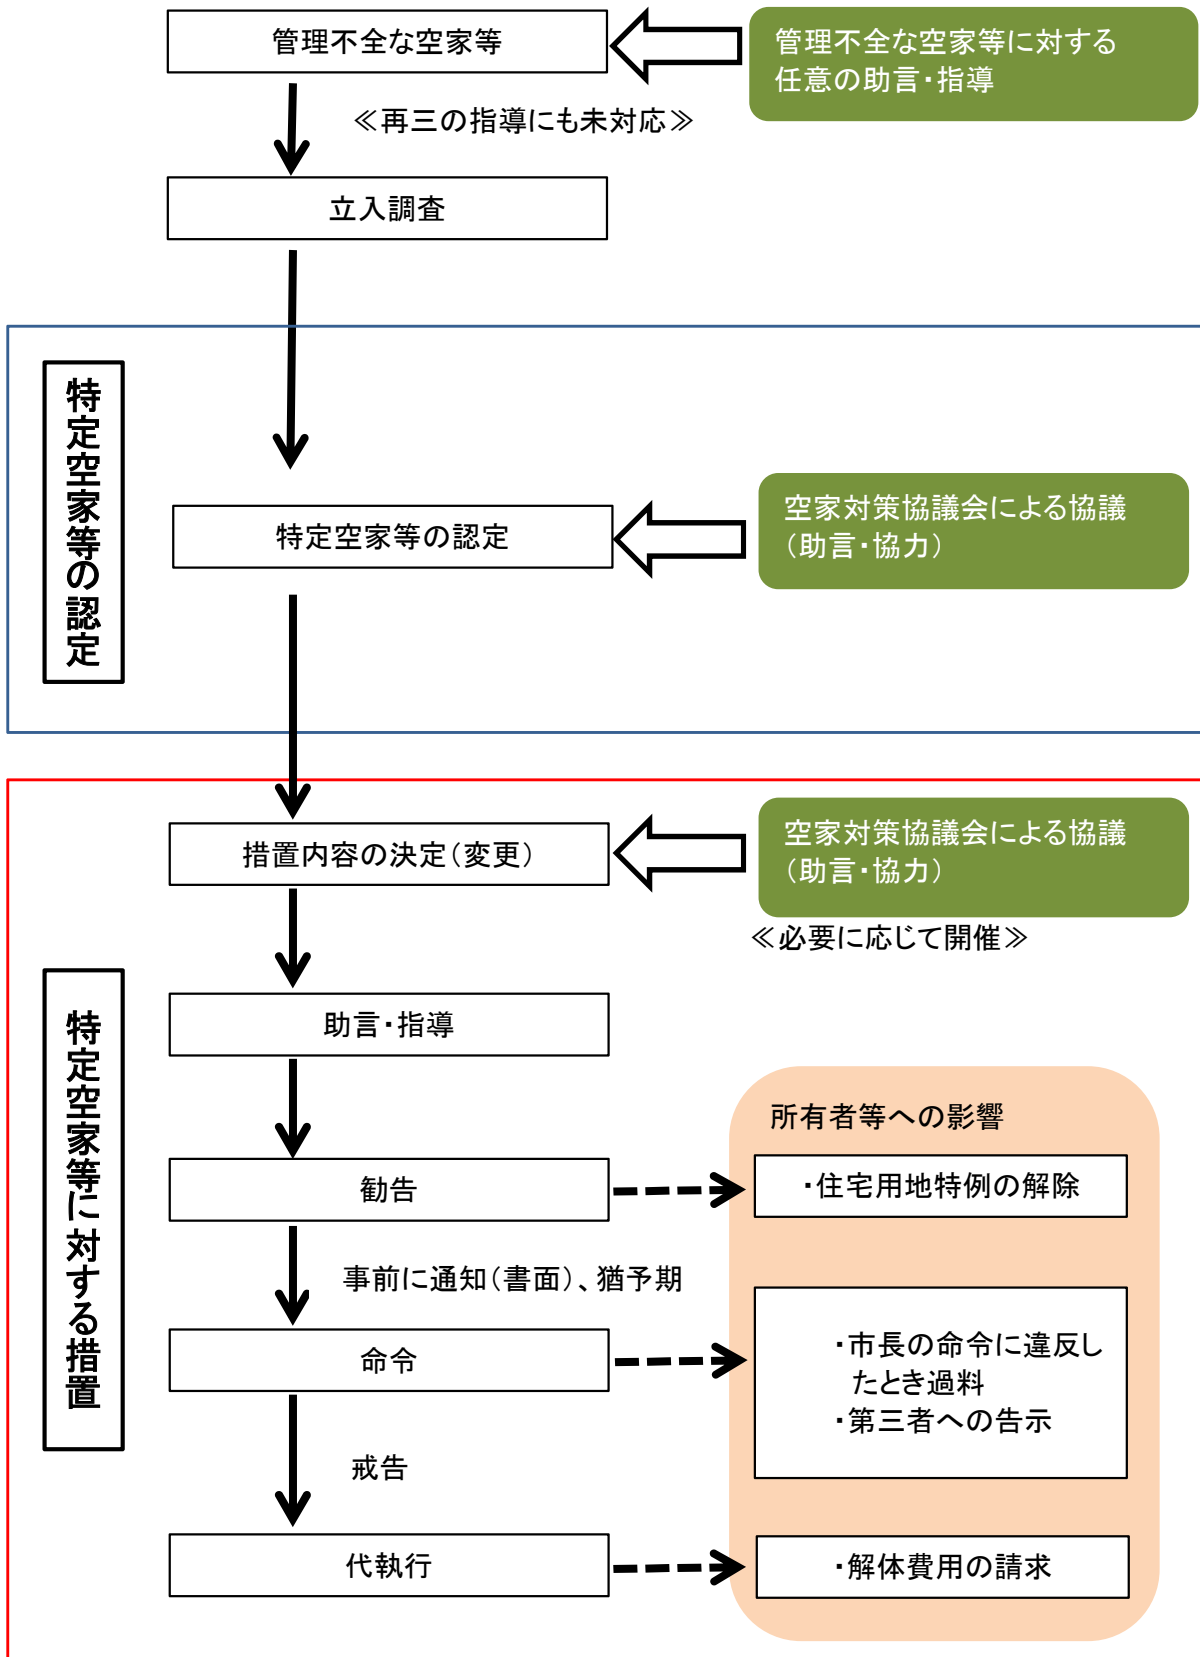 管理不全な空家等
管理不全な空家等に対する
任意の助言・指導
≪再三の指導にも未対応≫
立入調査
特定空家等の認定
特定空家等の認定
空家対策協議会による協議
（助言・協力）
措置内容の決定（変更）
空家対策協議会による協議
（助言・協力）
≪必要に応じて開催≫
特定空家等に対する措置
助言・指導
所有者等への影響
勧告
・住宅用地特例の解除
事前に通知（書面）、猶予期
命令
・市長の命令に違反し
たとき過料
・第三者への告示
戒告
代執行
・解体費用の請求